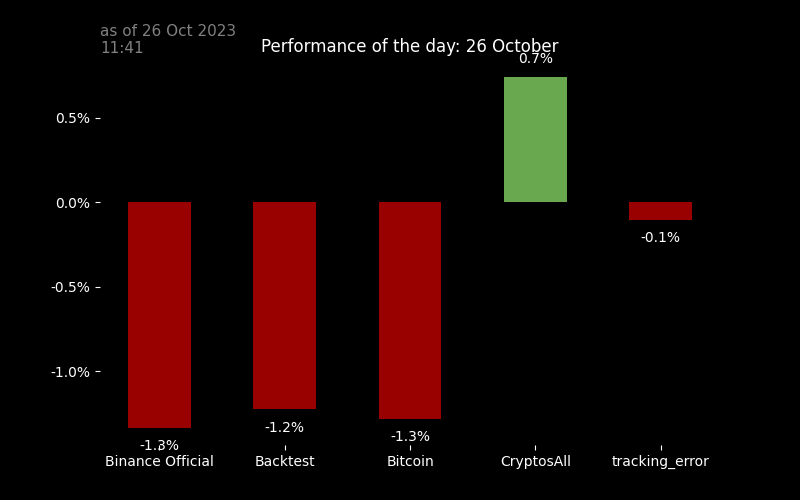 as of 26 Oct 2023
11:41
Performance of the day: 26 October
0.7%
0.5%
0.0%
-0.1%
-0.5%
-1.0%
-1.2%
-1.3%
-1.3%
Binance Official
Backtest
Bitcoin
CryptosAll
tracking_error